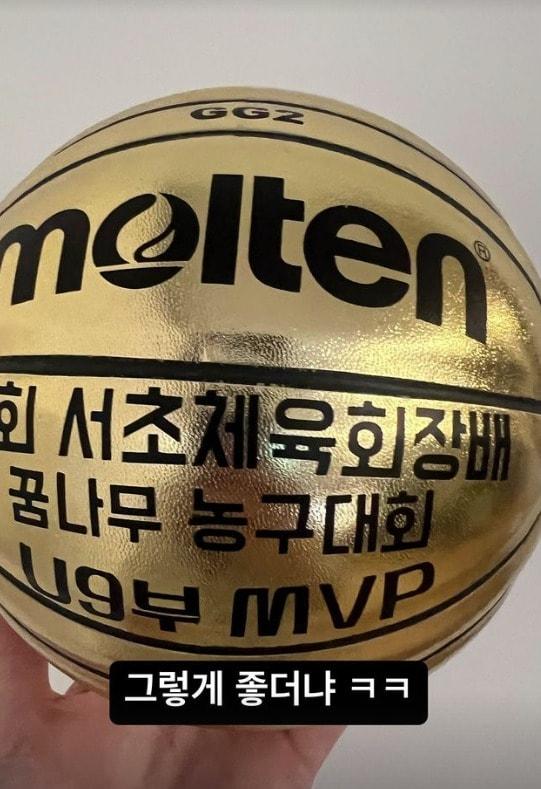 GG2
molten®
회 서초체육회장배
꿈나무 농구대회
U9부 MVP
그렇게 좋더냐 ㅋㅋ